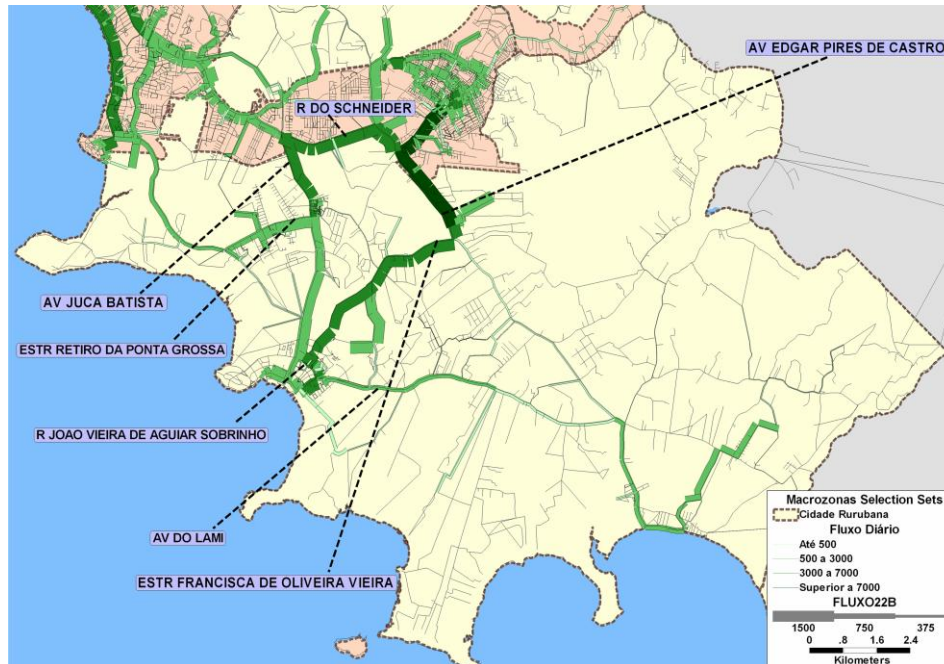 AV EDGAR PIRES DE CASTRO
R DO SCHNEIDER
AV JUCA BATISTA
ESTR RETIRO DA PONTA GROSSA
R JOAO VIEIRA DE AGUIAR SOBRINHO
AV DO LAMI
ESTR FRANCISCA DE OLIVEIRA VIEIRA
Macrozonas Selection Sets
Cidade Rururbana
Fluxo Diário
Até 500
500 a 3000
3000 a 7000
Superior a 7000
FLUXO22B
1500 750 375
0 .8 1.6 2.4
Kilometers